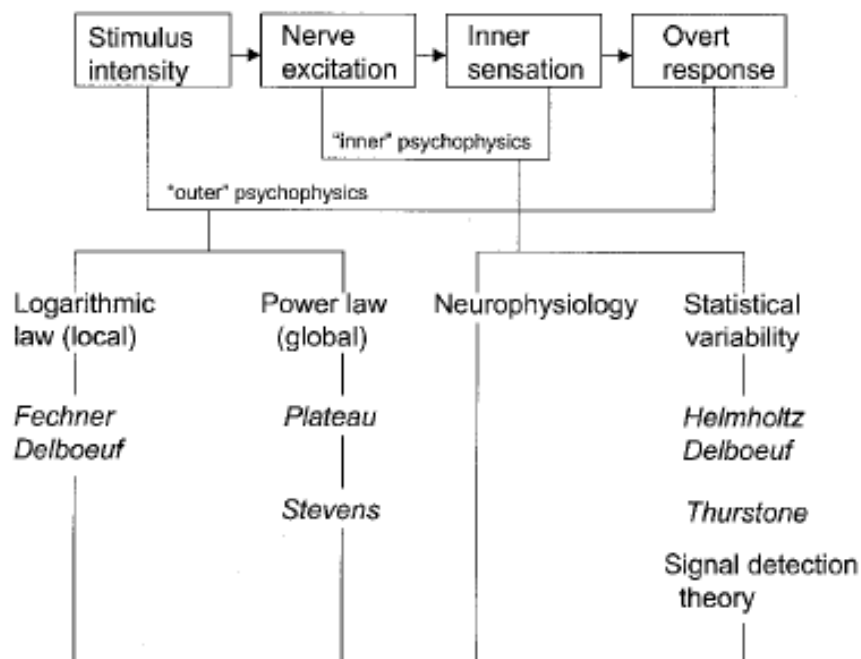 Stimulus
intensity
Nerve
excitation
Inner
sensation
Overt
response
"inner" psychophysics
"outer" psychophysics
Logarithmic
law (local)
Power law
(global)
Neurophysiology
Statistical
variability
Fechner
Delboeuf
Plateau
Stevens
Helmholtz
Delboeuf
Thurstone
Signal detection
theory